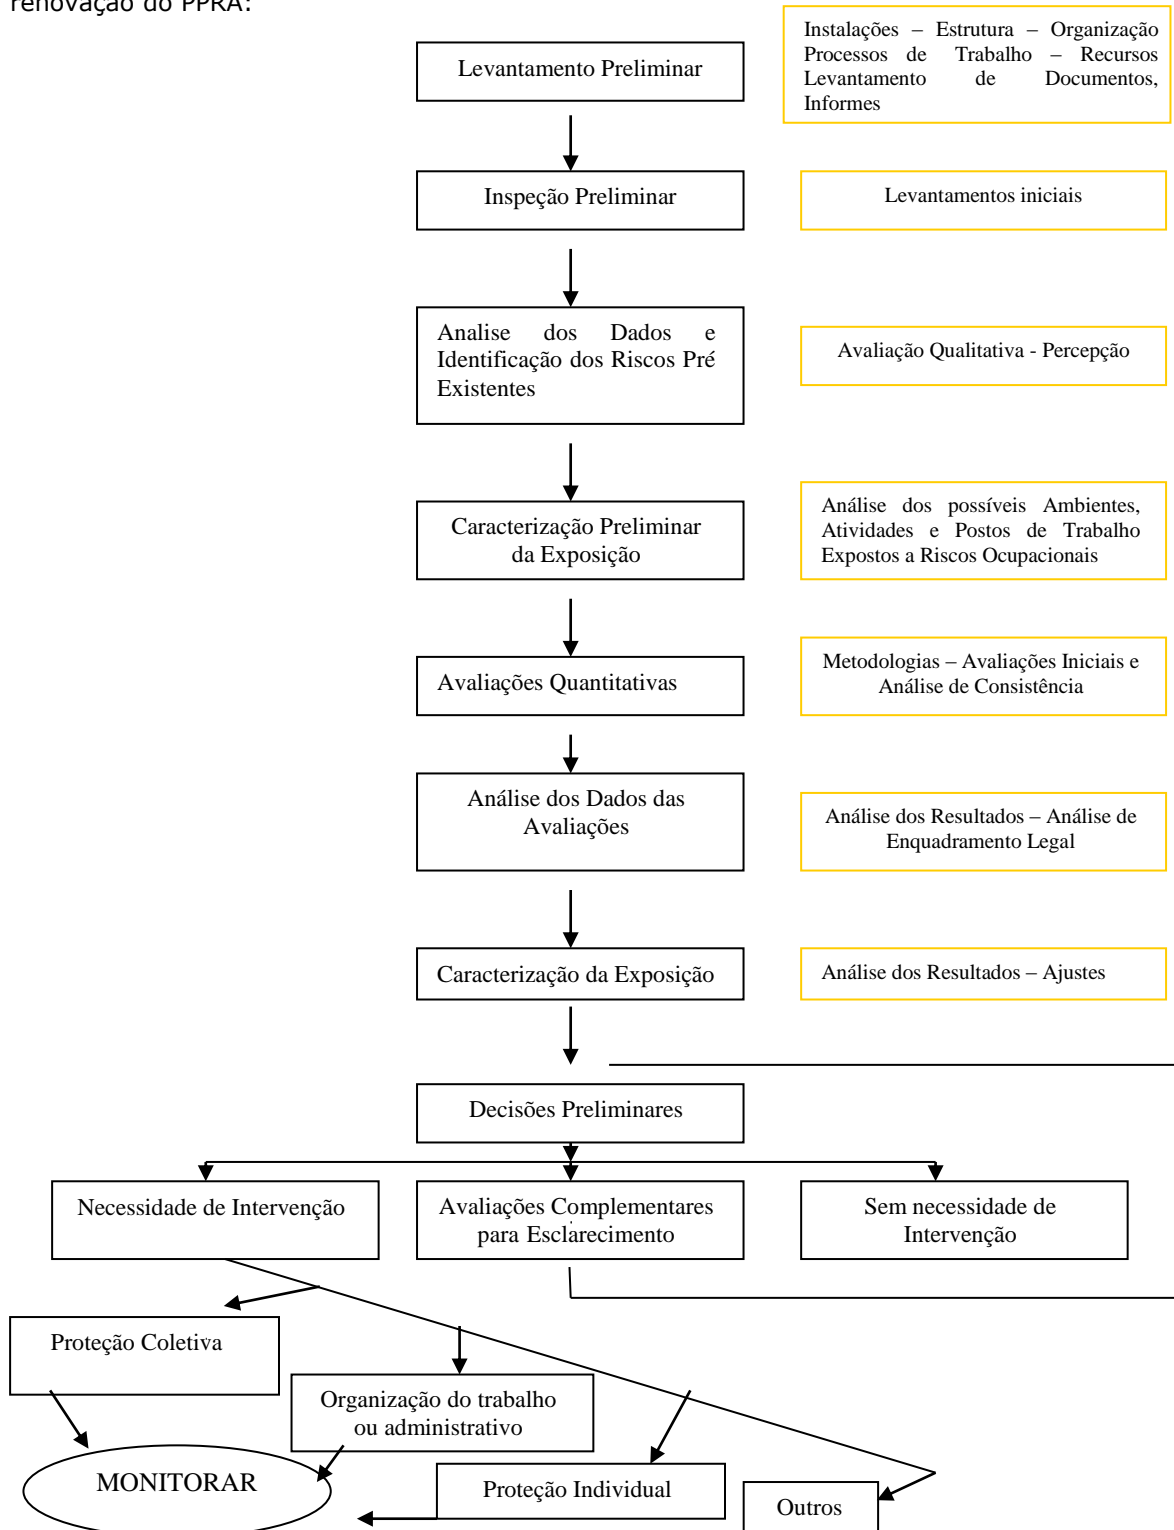 renovação do PPRA:
Instalações – Estrutura – Organização
Processos de Trabalho – Recursos
Levantamento de Documentos,
Informes
Levantamento Preliminar
Inspeção Preliminar
Levantamentos iniciais
Analise dos Dados e
Identificação dos Riscos Pré
Existentes
Avaliação Qualitativa - Percepção
Caracterização Preliminar
da Exposição
Análise dos possíveis Ambientes,
Atividades e Postos de Trabalho
Expostos a Riscos Ocupacionais
Avaliações Quantitativas
Metodologias – Avaliações Iniciais e
Análise de Consistência
Análise dos Dados das
Avaliações
Análise dos Resultados – Análise de
Enquadramento Legal
Caracterização da Exposição
Análise dos Resultados – Ajustes
Decisões Preliminares
Necessidade de Intervenção
Avaliações Complementares
para Esclarecimento
Sem necessidade de
Intervenção
Proteção Coletiva
Organização do trabalho
ou administrativo
MONITORAR
Proteção Individual
Outros